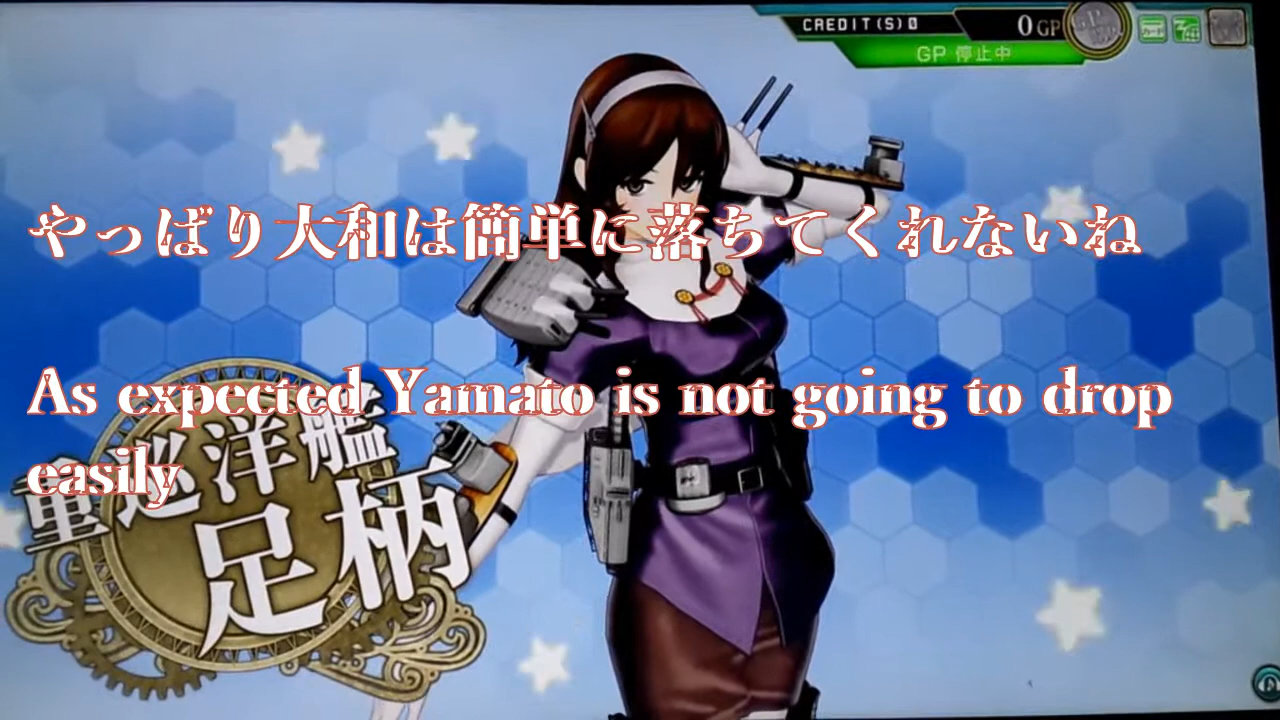 CREDIT(S) 0
0 GP
GP 停止中
やっぱり大和は簡単に落ちてくれないね
As expected Yamato is not going to drop
easily
重巡洋艦
足柄